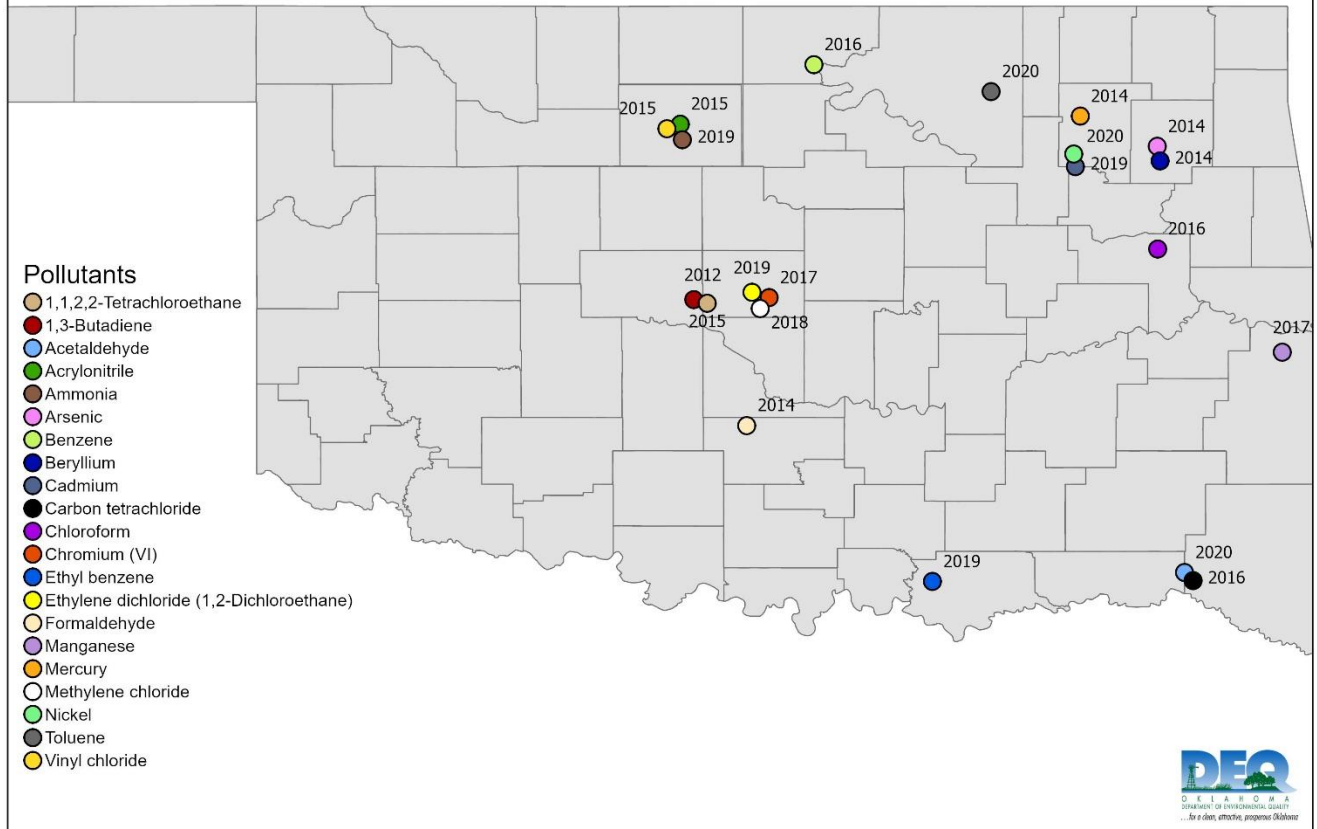 2016
2020
2015
2015
2014
2019
2014
2020
2014
2019
2016
2012
2019
2017
2015
2018
2017
2014
2019
2020
2016
Pollutants
1,1,2,2-Tetrachloroethane
1,3-Butadiene
Acetaldehyde
Acrylonitrile
Ammonia
Arsenic
Benzene
Beryllium
Cadmium
Carbon tetrachloride
Chloroform
Chromium (VI)
Ethyl benzene
Ethylene dichloride (1,2-Dichloroethane)
Formaldehyde
Manganese
Mercury
Methylene chloride
Nickel
Toluene
Vinyl chloride
DEQ
OKLAHOMA
DEPARTMENT OF ENVIRONMENTAL QUALITY
...for a clean, attractive, prosperous Oklahoma